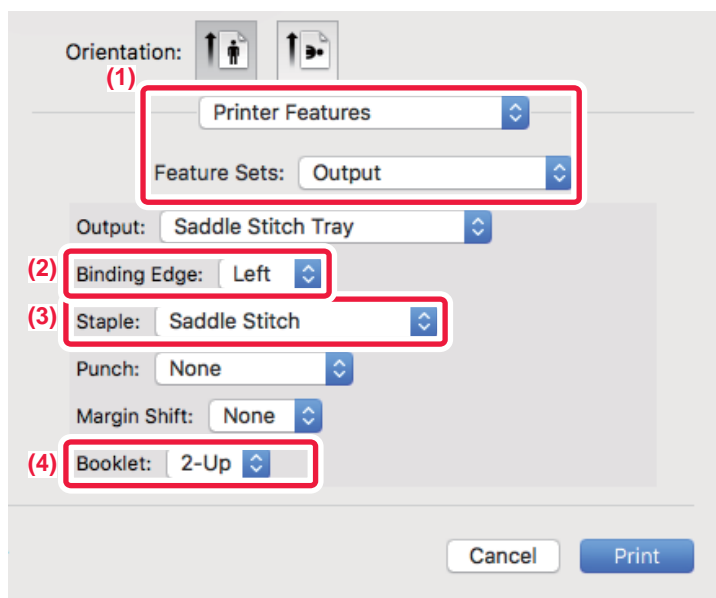 Orientation:
(1)
Printer Features
Feature Sets: Output
Output: Saddle Stitch Tray
(2) Binding Edge: Left
(3) Staple: Saddle Stitch
Punch: None
Margin Shift: None
(4) Booklet: 2-Up
Cancel Print